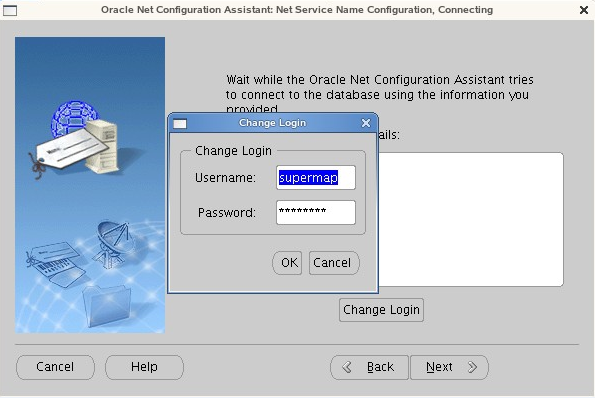 Oracle Net Configuration Assistant: Net Service Name Configuration, Connecting
Wait while the Oracle Net Configuration Assistant tries
to connect to the database using the information you
provided.
ails:
Change Login
Change Login
Username: supermap
Password: ********
OK Cancel
Change Login
Cancel Help Back Next